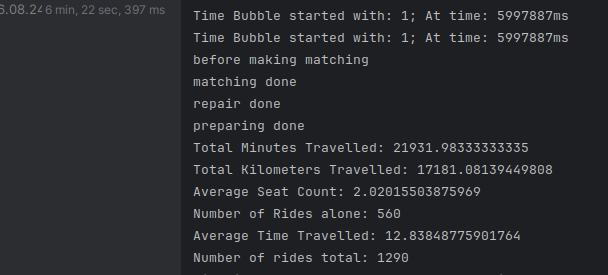 6.08.24 6 min, 22 sec, 397 ms
Time Bubble started with: 1; At time: 5997887ms
Time Bubble started with: 1; At time: 5997887ms
before making matching
matching done
repair done
preparing done
Total Minutes Travelled: 21931.98333333335
Total Kilometers Travelled: 17181.08139449808
Average Seat Count: 2.02015503875969
Number of Rides alone: 560
Average Time Travelled: 12.83848775901764
Number of rides total: 1290